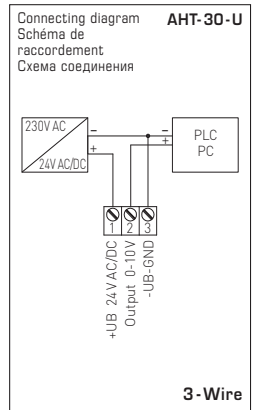 Connecting diagram AHT-30-U
Schéma de
raccordement
Схема соединения
230V AC
24V AC/DC
–
+
–
+
PLC
PC
1 2 3
+UB 24V AC/DC
Output 0-10V
-UB-GND
3-Wire